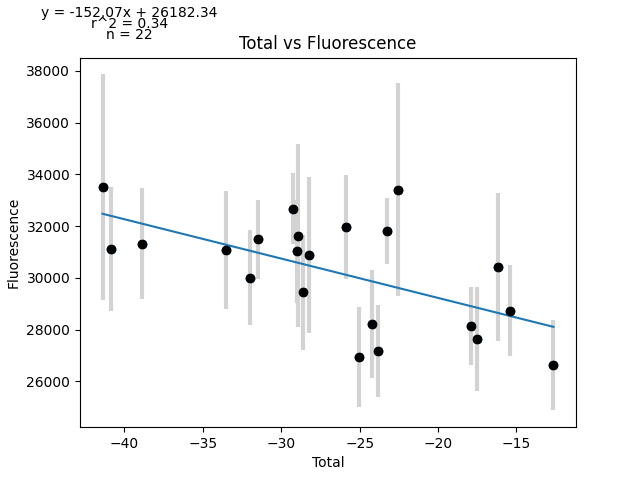 y = -152.07x + 26182.34
r^2 = 0.34
n = 22
Total vs Fluorescence
38000
36000
34000
32000
30000
28000
26000
Fluorescence
−40
−35
−30
−25
−20
−15
Total